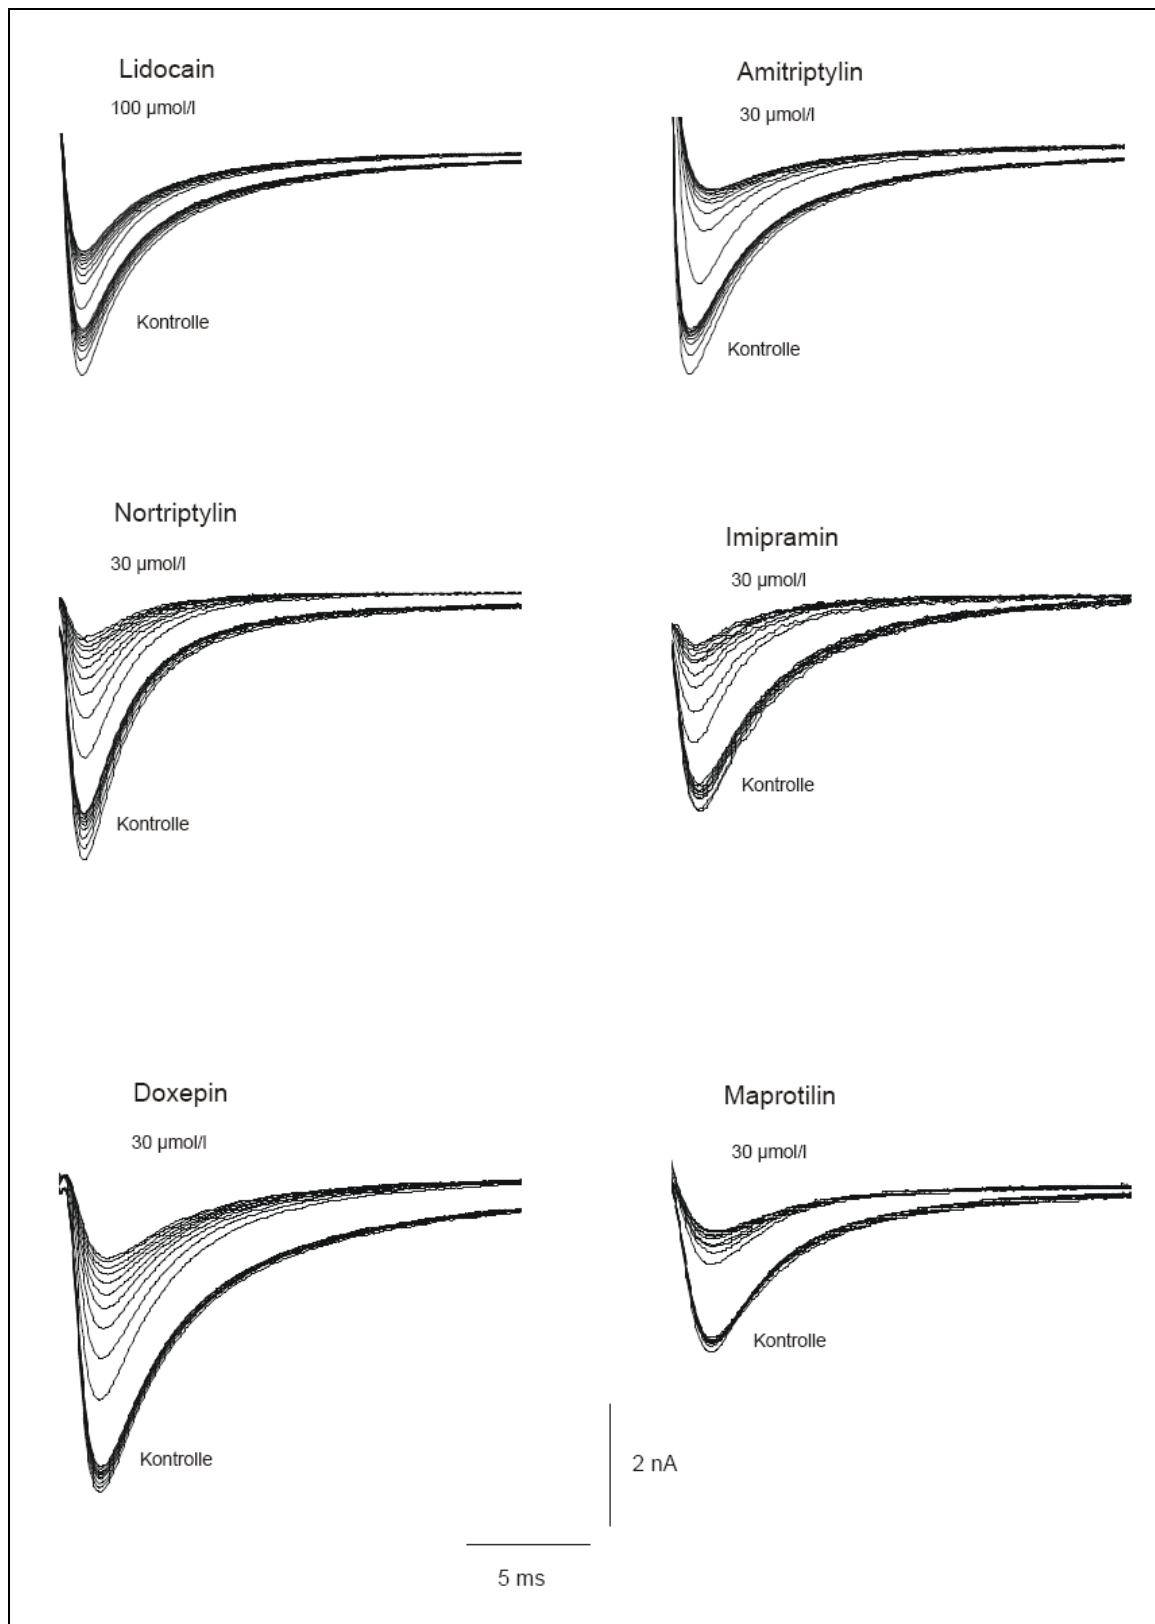 Lidocain
100 µmol/l
Kontrolle
Amitriptylin
30 µmol/l
Kontrolle
Nortriptylin
30 µmol/l
Kontrolle
Imipramin
30 µmol/l
Kontrolle
Doxepin
30 µmol/l
Kontrolle
Maprotilin
30 µmol/l
Kontrolle
2 nA
5 ms